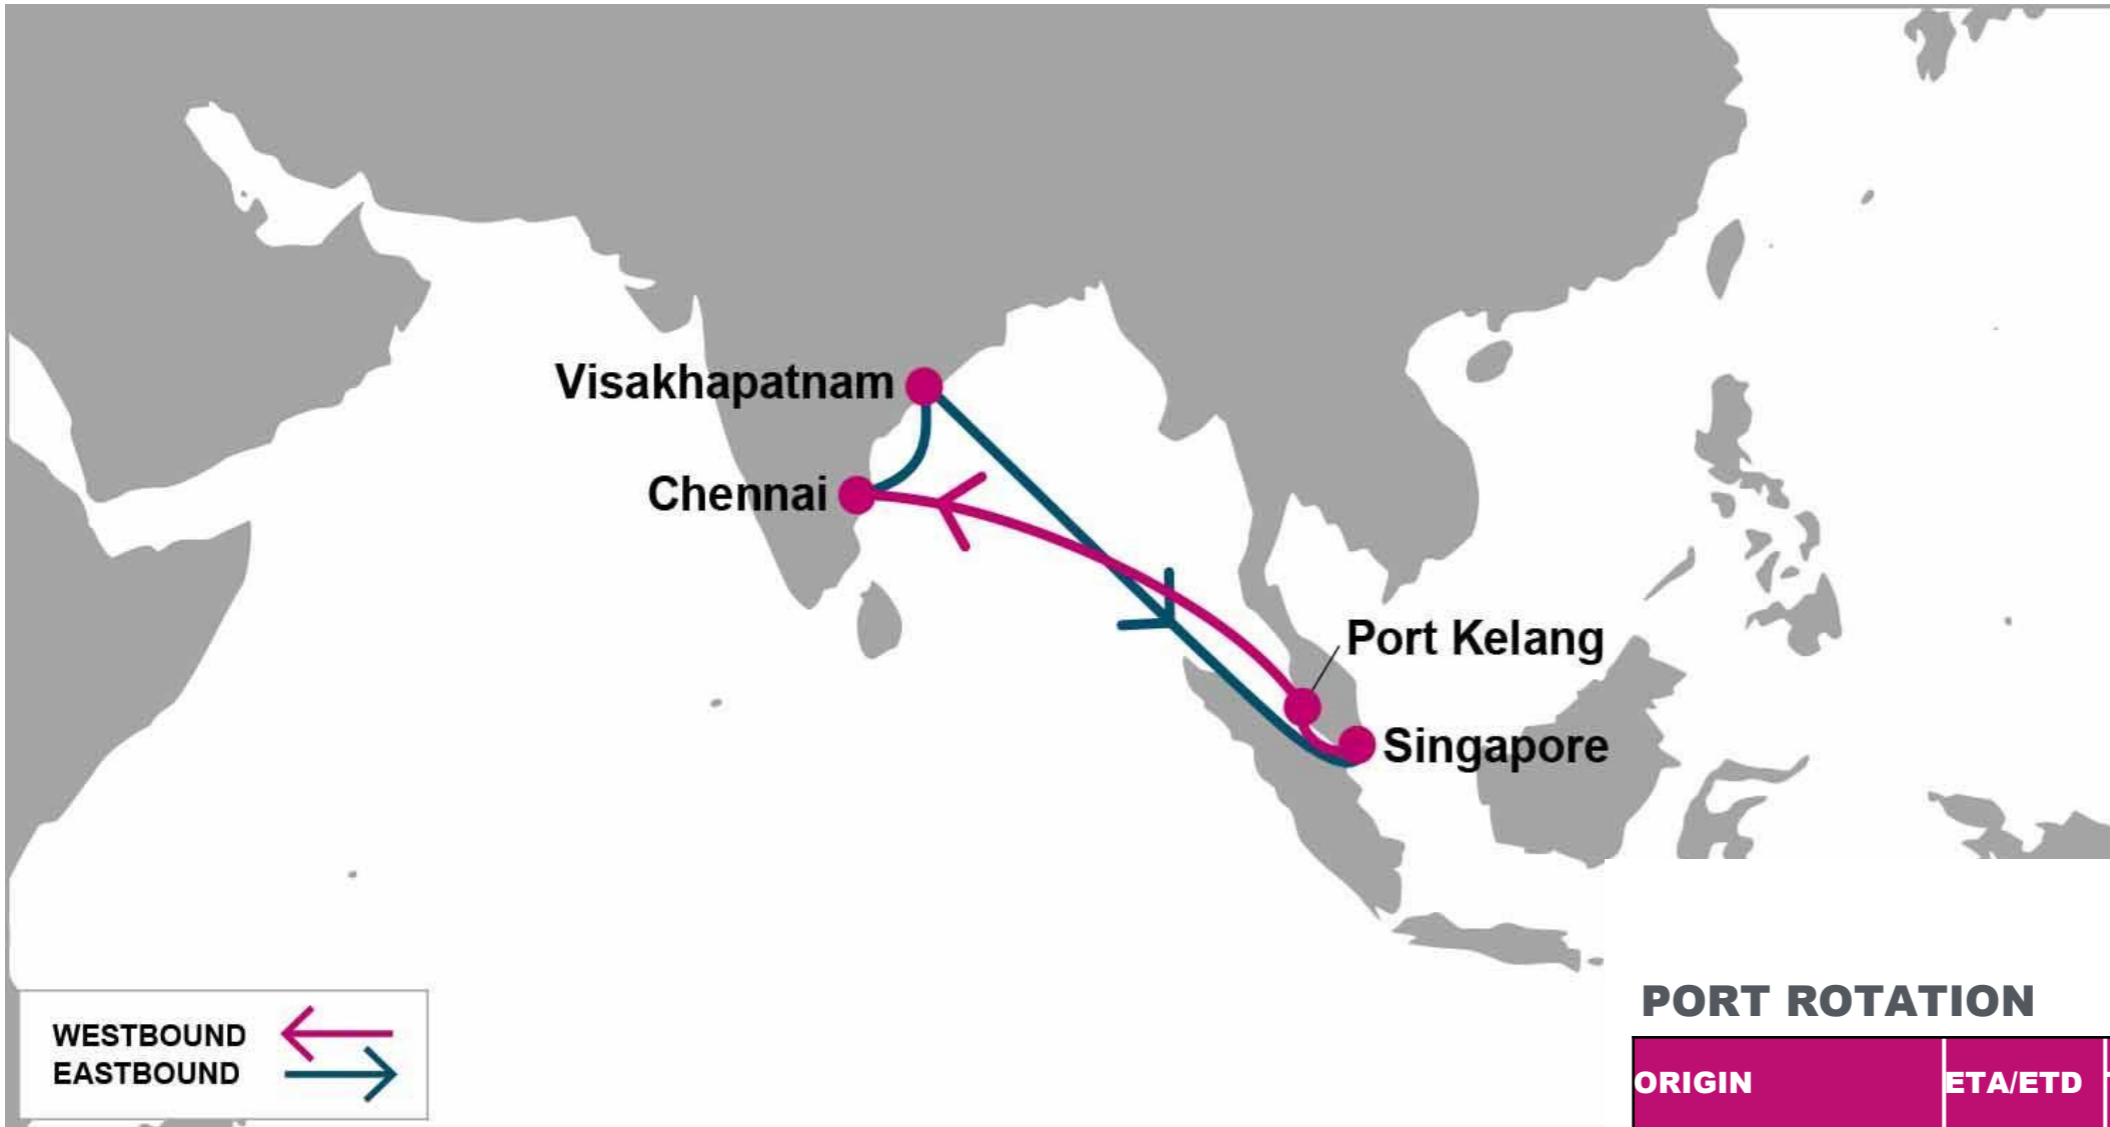 Visakhapatnam
Chennai
Port Kelang
Singapore
WESTBOUND
EASTBOUND
PORT ROTATION
ORIGIN ETA/ETD